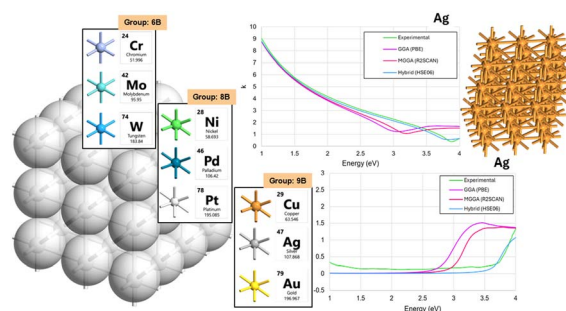 Group: 6B
24
Cr
Chromium
51.996
42
Mo
Molybdenum
95.95
74
W
Tungsten
183.84
Group: 8B
28
Ni
Nickel
58.693
46
Pd
Palladium
106.42
78
Pt
Platinum
195.085
Group: 9B
29
Cu
Copper
63.546
47
Ag
Silver
107.868
79
Au
Gold
196.967
Ag
k
10
9
8
7
6
5
4
3
2
1
0
1 1.5 2 2.5 3 3.5 4
Energy (eV)
Experimental
GGA (PBE)
MGGA (R2SCAN)
Hybrid (HSE06)
Ag
3
2.5
2
1.5
1
0.5
0
-0.5
1 1.5 2 2.5 3 3.5 4
Energy (eV)
Experimental
GGA (PBE)
MGGA (R2SCAN)
Hybrid (HSE06)